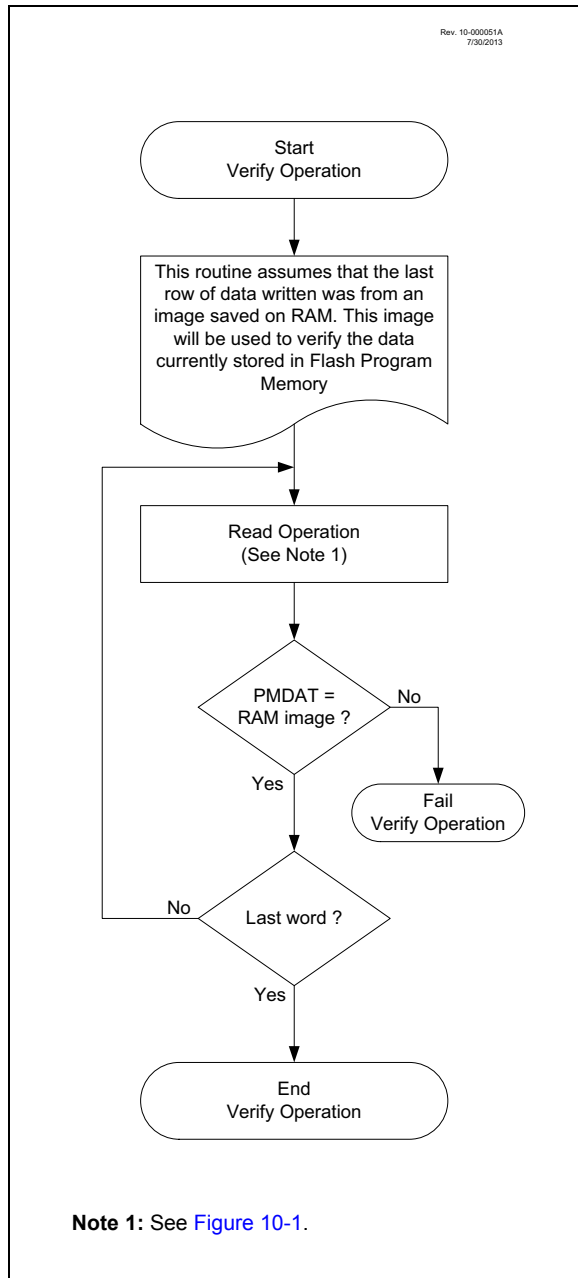 Rev. 10-000051A
7/30/2013
Start
Verify Operation
This routine assumes that the last
row of data written was from an
image saved on RAM. This image
will be used to verify the data
currently stored in Flash Program
Memory
Read Operation
(See Note 1)
PMDAT =
RAM image ?
No
Yes
Fail
Verify Operation
Last word ?
No
Yes
End
Verify Operation
Note 1: See Figure 10-1.